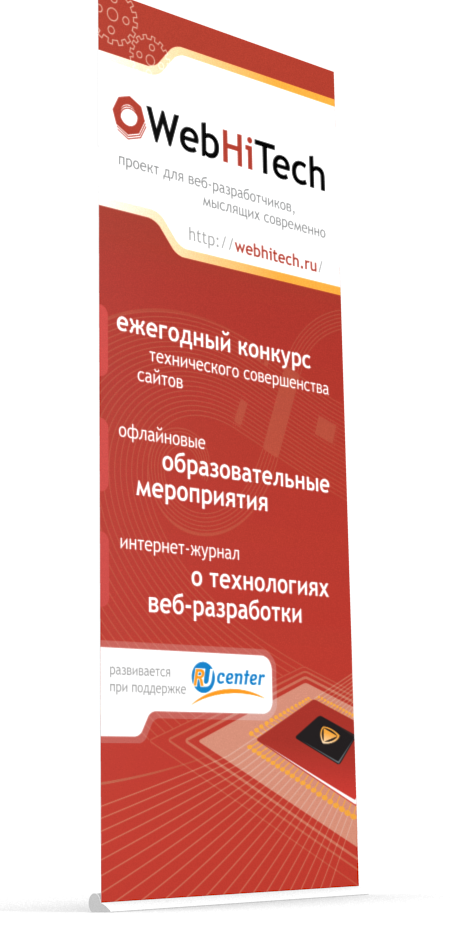 WebHiTech
проект для веб-разработчиков,
мыслящих современно
http://webhitech.ru/
ежегодный конкурс
технического совершенства
сайтов
офлайновые
образовательные
мероприятия
интернет-журнал
о технологиях
веб-разработки
развивается
при поддержке
RU center